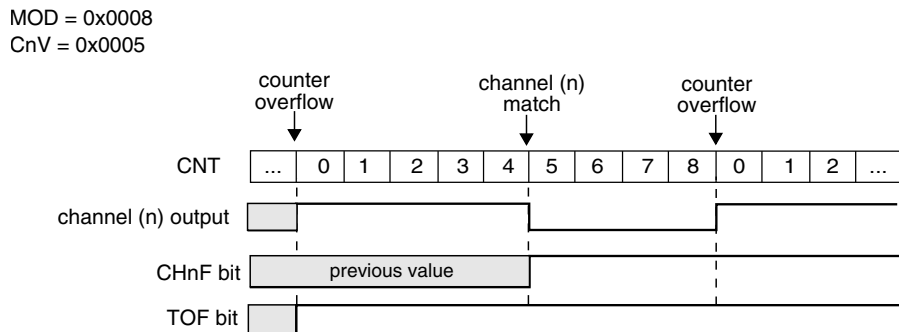 MOD = 0x0008
CnV = 0x0005
counter overflow
channel (n) match
counter overflow
CNT ... 0 1 2 3 4 5 6 7 8 0 1 2 ...
channel (n) output
CHnF bit previous value
TOF bit